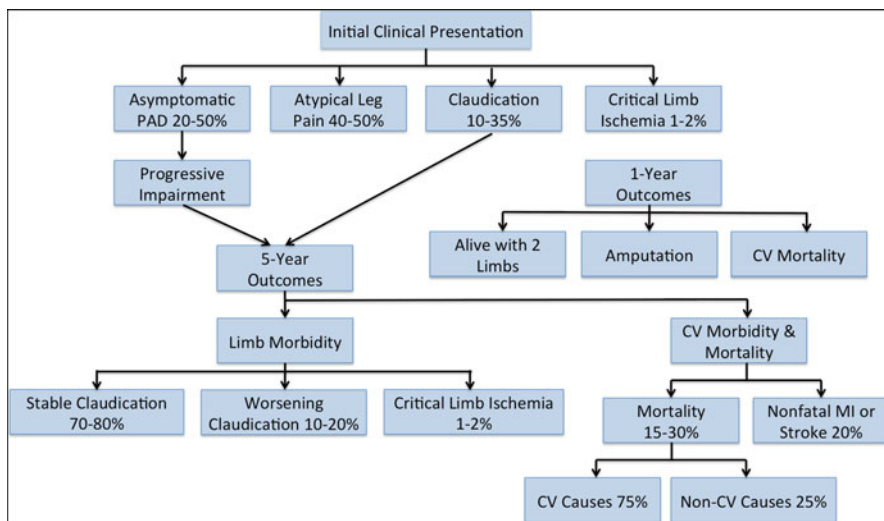 Initial Clinical Presentation
Asymptomatic
PAD 20-50%
Atypical Leg
Pain 40-50%
Claudication
10-35%
Critical Limb
Ischemia 1-2%
Progressive
Impairment
1-Year
Outcomes
5-Year
Outcomes
Alive with 2
Limbs
Amputation
CV Mortality
Limb Morbidity
CV Morbidity &
Mortality
Stable Claudication
70-80%
Worsening
Claudication 10-20%
Critical Limb Ischemia
1-2%
Mortality
15-30%
Nonfatal MI or
Stroke 20%
CV Causes 75%
Non-CV Causes 25%